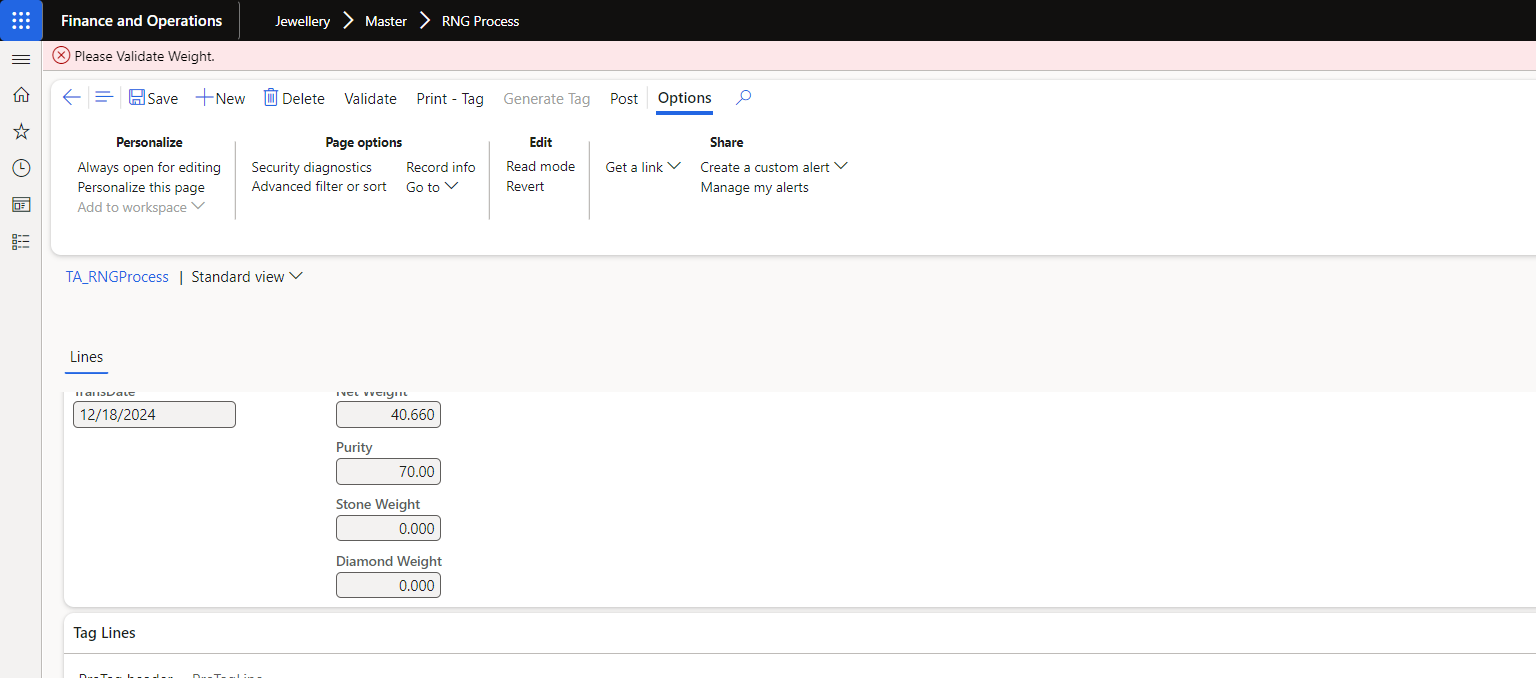 Finance and Operations
Jewellery > Master > RNG Process
Please Validate Weight.
Save New Delete Validate Print - Tag Generate Tag Post Options
Personalize
Always open for editing
Personalize this page
Add to workspace
Page options
Security diagnostics
Advanced filter or sort
Record info
Go to
Edit
Read mode
Revert
Share
Get a link
Create a custom alert
Manage my alerts
TA_RNGProcess | Standard view
Lines
TransDate
12/18/2024
Net Weight
40.660
Purity
70.00
Stone Weight
0.000
Diamond Weight
0.000
Tag Lines